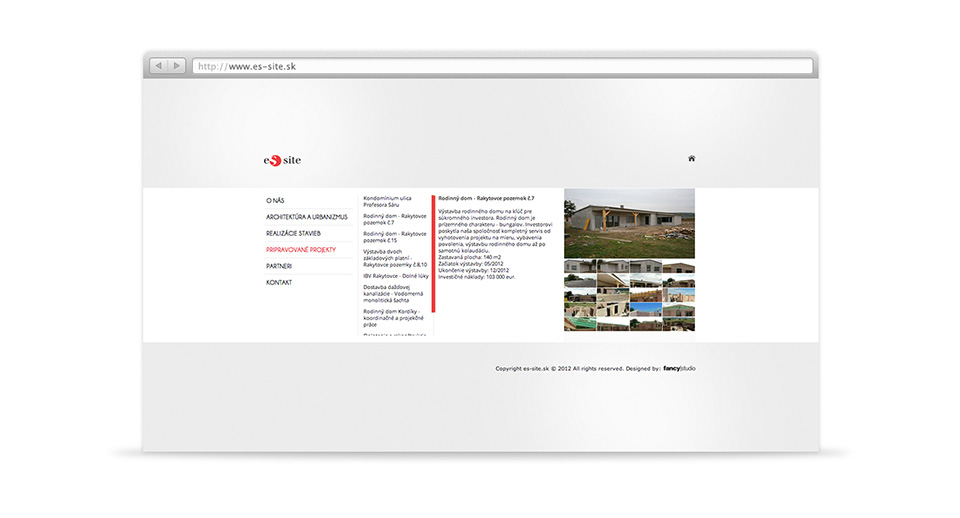 http://www.es-site.sk
eS site
O NÁS
ARCHITEKTÚRA A URBANIZMUS
REALIZÁCIE STAVIEB
PRIPRAVOVANÉ PROJEKTY
PARTNERI
KONTAKT
Kondomínium ulica
Profesora Sáru
Rodinný dom - Rakytovce
pozemok č.7
Rodinný dom - Rakytovce
pozemok č.15
Výstavba dvoch
základových platní -
Rakytovce pozemky č.8,10
IBV Rakytovce - Dolné lúky
Dostavba dažďovej
kanalizácie - Vodomerná
monolitická šachta
Rodinný dom Kordíky -
koordinačné a projekčné
práce
Rodinný dom - Rakytovce pozemok č.7
Výstavba rodinného domu na kľúč pre
súkromného investora. Rodinný dom je
prízemného charakteru - bungalov. Investorovi
poskytla naša spoločnosť kompletný servis od
vyhotovenia projektu na mieru, vybavenia
povolenia, výstavbu rodinného domu až po
samotnú kolaudáciu.
Zastavaná plocha: 140 m2
Začiatok výstavby: 05/2012
Ukončenie výstavby: 12/2012
Investičné náklady: 103 000 eur.
Copyright es-site.sk © 2012 All rights reserved. Designed by: fancy|studio